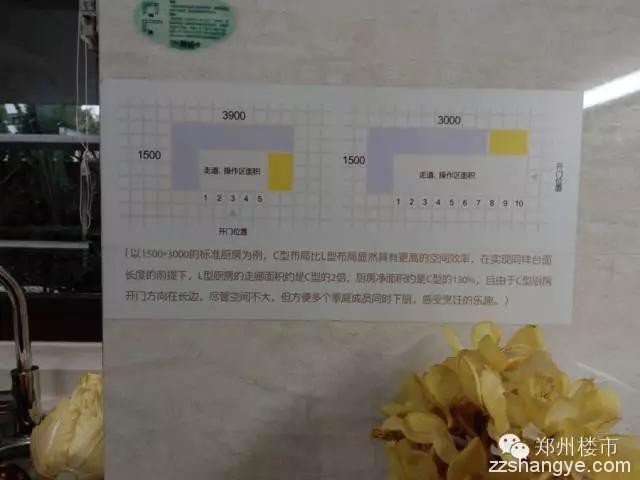 3900
3000
1500
走道、操作区面积
1 2 3 4 5
开门位置
1500
走道、操作区面积
1 2 3 4 5 6 7 8 9 10
开门位置
(以1500*3000的标准厨房为例，C型布局比L型布局显然具有更高的空间效率，在实现同样台面
长度的前提下，L型厨房的走廊面积约是C型的2倍，厨房净面积约是C型的130%，且由于C型厨房
开门方向在长边，尽管空间不大，但方便多个家庭成员同时下厨，感受烹饪的乐趣。)
郑州楼市
zzshangye.com